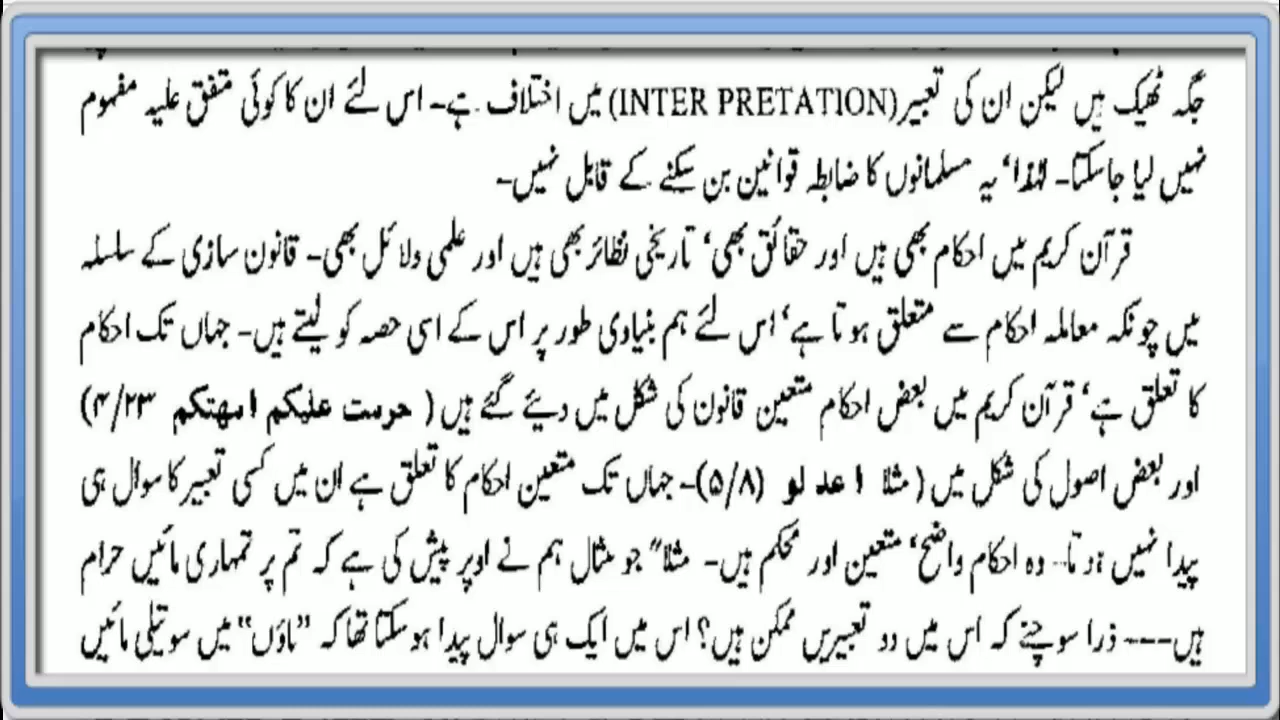 جگہ ٹھیک ہیں لیکن ان کی تعبیر (INTER PRETATION) میں اختلاف ہے۔ اس لئے ان کا کوئی متفق علیہ مفہوم
نہیں لیا جاسکتا۔ لہٰذا‘ یہ مسلمانوں کا ضابطہ قوانین بن سکنے کے قابل نہیں۔
قرآن کریم میں احکام بھی ہیں اور حقائق بھی‘ تاریخی نظائر بھی ہیں اور علمی دلائل بھی۔ قانون سازی کے سلسلہ
میں چونکہ معاملہ احکام سے متعلق ہوتا ہے‘ اس لئے ہم بنیادی طور پر اس کے اسی حصہ کو لیتے ہیں۔ جہاں تک احکام
کا تعلق ہے‘ قرآن کریم میں بعض احکام متعین قانون کی شکل میں دیئے گئے ہیں ( حرمت علیکم امھتکم ۴/۲۳)
اور بعض اصول کی شکل میں (مثلا اعدلو (۵/۸)۔ جہاں تک متعین احکام کا تعلق ہے ان میں کسی تعبیر کا سوال ہی
پیدا نہیں ہوتا۔ وہ احکام واضح‘ متعین اور محکم ہیں۔ مثلا" جو مثال ہم نے اوپر پیش کی ہے کہ تم پر تمہاری مائیں حرام
ہیں--- ذرا سوچئے کہ اس میں دو تعبیریں ممکن ہیں؟ اس میں ایک ہی سوال پیدا ہوسکتا تھا کہ "ماؤں" میں سوتیلی مائیں